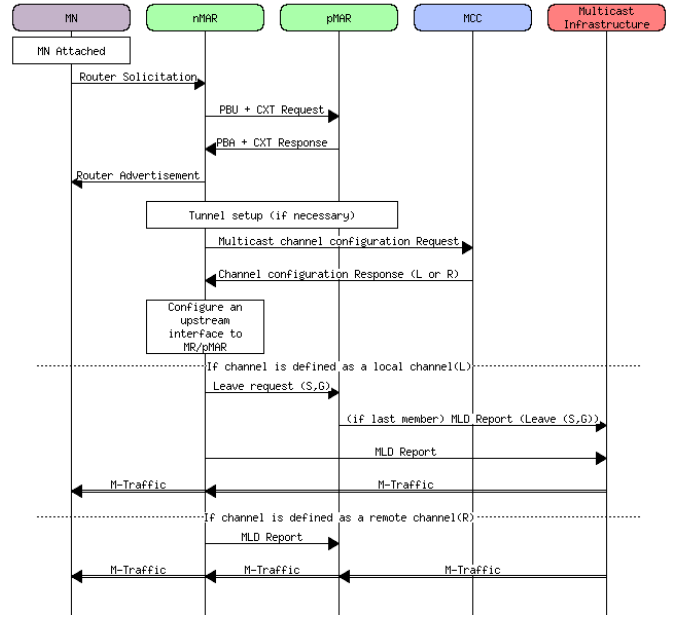 MN
nMAR
pMAR
MCC
Multicast
Infrastructure
MN Attached
Router Solicitation
PBU + CXT Request
PBA + CXT Response
Router Advertisement
Tunnel setup (if necessary)
Multicast channel configuration Request
Channel configuration Response (L or R)
Configure an
upstream
interface to
MR/pMAR
If channel is defined as a local channel(L)
Leave request (S,G)
(if last member) MLD Report (Leave (S,G))
MLD Report
M-Traffic
M-Traffic
If channel is defined as a remote channel(R)
MLD Report
M-Traffic
M-Traffic
M-Traffic